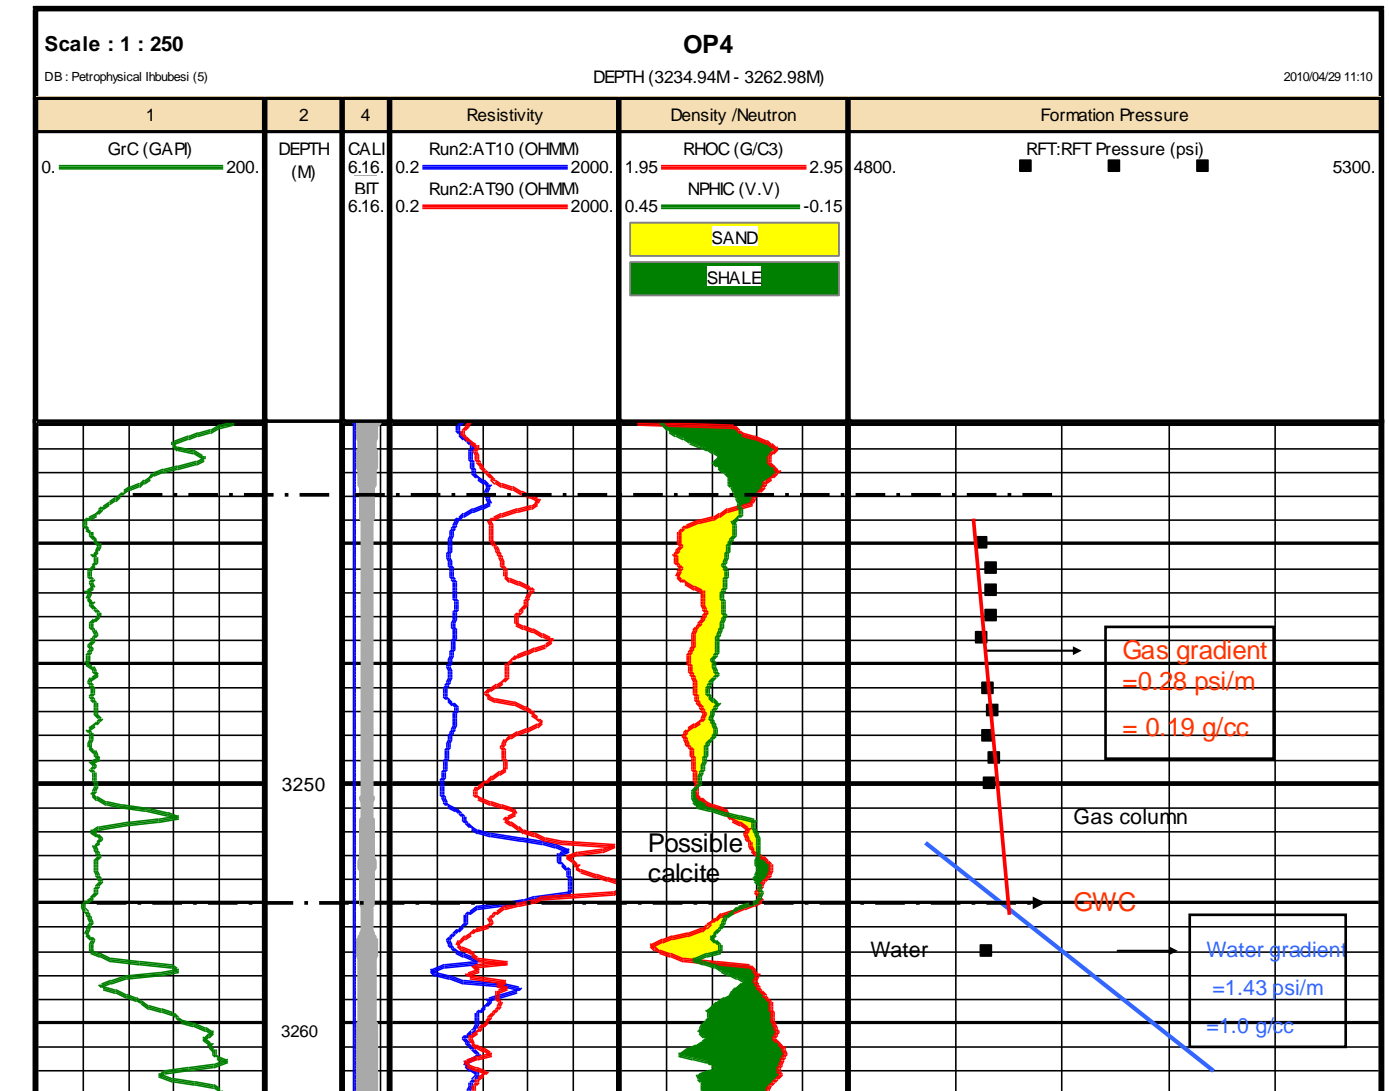 Scale : 1 : 250
OP4
DB : Petrophysical Ihbubesi (5)
DEPTH (3234.94M - 3262.98M)
2010/04/29 11:10
1 2 4 Resistivity Density /Neutron Formation Pressure
GrC (GAPI)
0. 200.
DEPTH
(M)
CALI
6.16.
BIT
6.16.
Run2:AT10 (OHMM)
0.2 2000.
Run2:AT90 (OHMM)
0.2 2000.
RHOC (G/C3)
1.95 2.95
NPHIC (V.V)
0.45 -0.15
SAND
SHALE
RFT:RFT Pressure (psi)
4800. 5300.
Gas gradient
=0.28 psi/m
= 0.19 g/cc
3250
Gas column
Possible
calcite
GWC
Water
Water gradient
=1.43 psi/m
=1.0 g/cc
3260